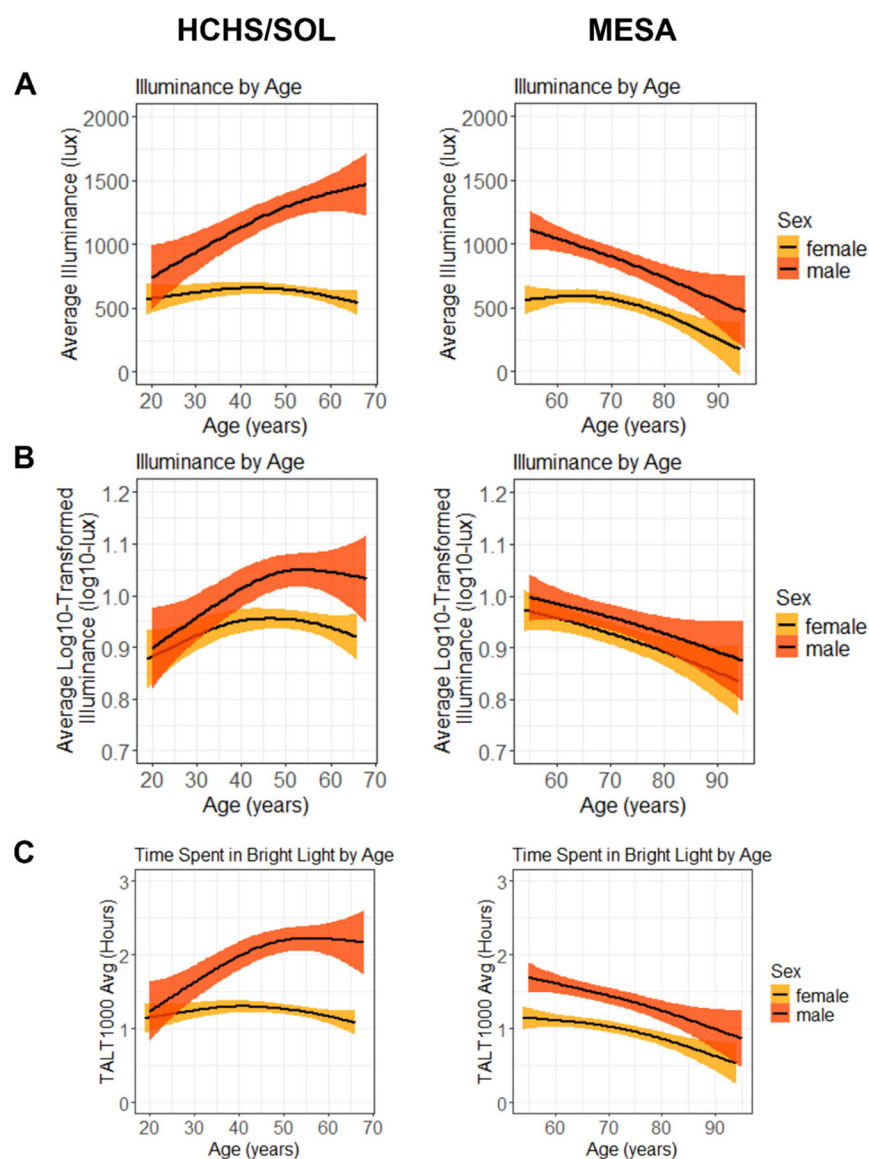 HCHS/SOL MESA
A
Illuminance by Age
Average Illuminance (lux)
2000
1500
1000
500
0
20 30 40 50 60 70
Age (years)
Illuminance by Age
Average Illuminance (lux)
2000
1500
1000
500
0
60 70 80 90
Age (years)
Sex
female
male
B
Illuminance by Age
Average Log10-Transformed
Illuminance (log10-lux)
1.2
1.1
1.0
0.9
0.8
0.7
20 30 40 50 60 70
Age (years)
Illuminance by Age
Average Log10-Transformed
Illuminance (log10-lux)
1.2
1.1
1.0
0.9
0.8
0.7
60 70 80 90
Age (years)
Sex
female
male
C
Time Spent in Bright Light by Age
TALT1000 Avg (Hours)
3
2
1
0
20 30 40 50 60 70
Age (years)
Time Spent in Bright Light by Age
TALT1000 Avg (Hours)
3
2
1
0
60 70 80 90
Age (years)
Sex
female
male